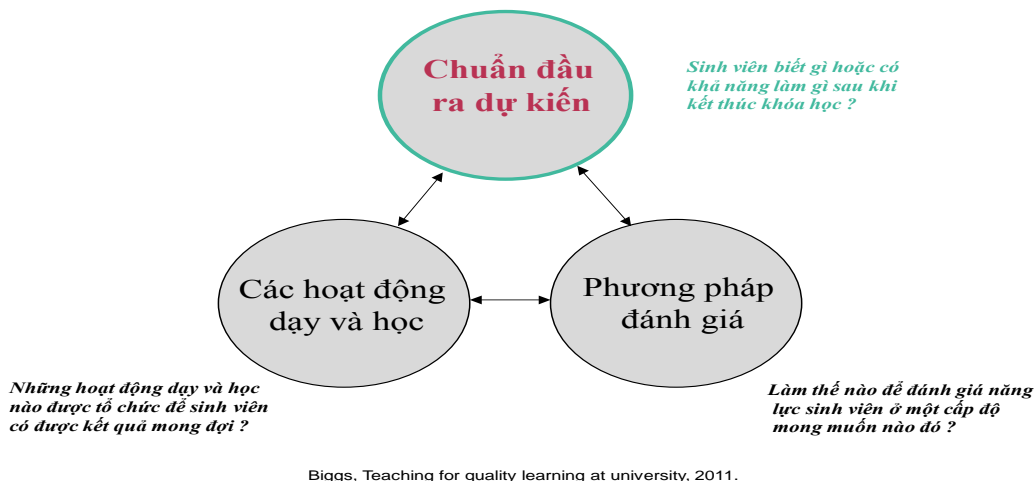 Chuẩn đầu
ra dự kiến
Sinh viên biết gì hoặc có
khả năng làm gì sau khi
kết thúc khóa học ?
Các hoạt động
dạy và học
Phương pháp
đánh giá
Những hoạt động dạy và học
nào được tổ chức để sinh viên
có được kết quả mong đợi ?
Làm thế nào để đánh giá năng
lực sinh viên ở một cấp độ
mong muốn nào đó ?
Biggs, Teaching for quality learning at university, 2011.